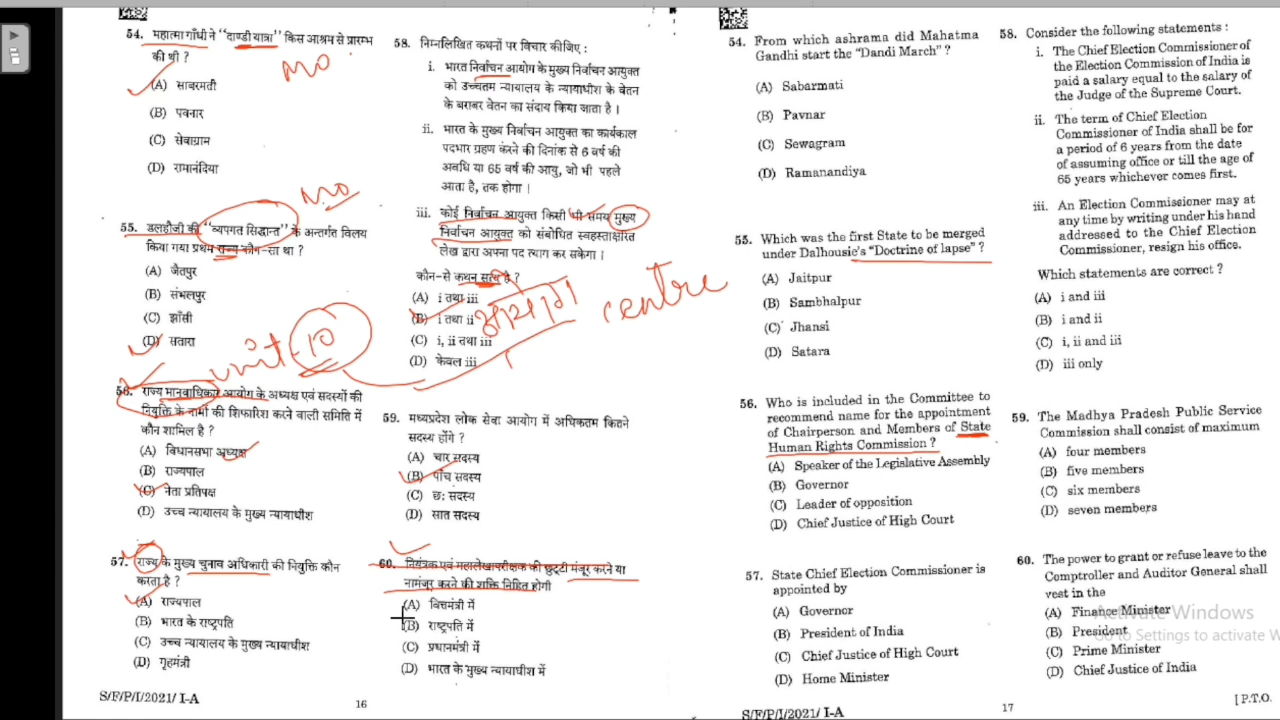 54. महात्मा गाँधी ने "दाण्डी यात्रा" किस आश्रम से प्रारम्भ
की थी ?
(A) साबरमती
(B) पवनार
(C) सेवाग्राम
(D) रामानंदिया
MO
MO
55. डलहौजी की "व्यपगत सिद्धान्त" के अन्तर्गत विलय
किया गया प्रथम राज्य कौन-सा था ?
(A) जैतपुर
(B) संभलपुर
(C) झाँसी
(D) सतारा
unit-10
56. राज्य मानवाधिकार आयोग के अध्यक्ष एवं सदस्यों की
नियुक्ति के नामों की शिफारिश करने वाली समिति में
कौन शामिल है ?
(A) विधानसभा अध्यक्ष
(B) राज्यपाल
(C) नेता प्रतिपक्ष
(D) उच्च न्यायालय के मुख्य न्यायाधीश
57. राज्य के मुख्य चुनाव अधिकारी की नियुक्ति कौन
करता है ?
(A) राज्यपाल
(B) भारत के राष्ट्रपति
(C) उच्च न्यायालय के मुख्य न्यायाधीश
(D) गृहमंत्री
S/F/P/I/2021/ I-A
58. निम्नलिखित कथनों पर विचार कीजिए :
i. भारत निर्वाचन आयोग के मुख्य निर्वाचन आयुक्त
को उच्चतम न्यायालय के न्यायाधीश के वेतन
के बराबर वेतन का संदाय किया जाता है ।
ii. भारत के मुख्य निर्वाचन आयुक्त का कार्यकाल
पदभार ग्रहण करने की दिनांक से 6 वर्ष की
अवधि या 65 वर्ष की आयु, जो भी पहले
आता है, तक होगा ।
iii. कोई निर्वाचन आयुक्त किसी भी समय मुख्य
निर्वाचन आयुक्त को संबोधित स्वहस्ताक्षरित
लेख द्वारा अपना पद त्याग कर सकेगा ।
कौन-से कथन सत्य है ?
(A) i तथा iii
(B) i तथा ii
(C) i, ii तथा iii
(D) केवल iii
आयोग centre
59. मध्यप्रदेश लोक सेवा आयोग में अधिकतम कितने
सदस्य होंगे ?
(A) चार सदस्य
(B) पाँच सदस्य
(C) छः सदस्य
(D) सात सदस्य
60. नियंत्रक एवं महालेखापरीक्षक की छुट्टी मंजूर करने या
नामंजूर करने की शक्ति निहित होगी
(A) वित्तमंत्री में
(B) राष्ट्रपति में
(C) प्रधानमंत्री में
(D) भारत के मुख्य न्यायाधीश में
16
54. From which ashrama did Mahatma
Gandhi start the "Dandi March" ?
(A) Sabarmati
(B) Pavnar
(C) Sewagram
(D) Ramanandiya
55. Which was the first State to be merged
under Dalhousie's "Doctrine of lapse" ?
(A) Jaitpur
(B) Sambhalpur
(C) Jhansi
(D) Satara
56. Who is included in the Committee to
recommend name for the appointment
of Chairperson and Members of State
Human Rights Commission ?
(A) Speaker of the Legislative Assembly
(B) Governor
(C) Leader of opposition
(D) Chief Justice of High Court
57. State Chief Election Commissioner is
appointed by
(A) Governor
(B) President of India
(C) Chief Justice of High Court
(D) Home Minister
S/F/P/I/2021/ I-A
58. Consider the following statements :
i. The Chief Election Commissioner of
the Election Commission of India is
paid a salary equal to the salary of
the Judge of the Supreme Court.
ii. The term of Chief Election
Commissioner of India shall be for
a period of 6 years from the date
of assuming office or till the age of
65 years whichever comes first.
iii. An Election Commissioner may at
any time by writing under his hand
addressed to the Chief Election
Commissioner, resign his office.
Which statements are correct ?
(A) i and iii
(B) i and ii
(C) i, ii and iii
(D) iii only
59. The Madhya Pradesh Public Service
Commission shall consist of maximum
(A) four members
(B) five members
(C) six members
(D) seven members
60. The power to grant or refuse leave to the
Comptroller and Auditor General shall
vest in the
(A) Finance Minister
(B) President
(C) Prime Minister
(D) Chief Justice of India
Activate Windows
Go to Settings to activate W
17
[ P.T.O.